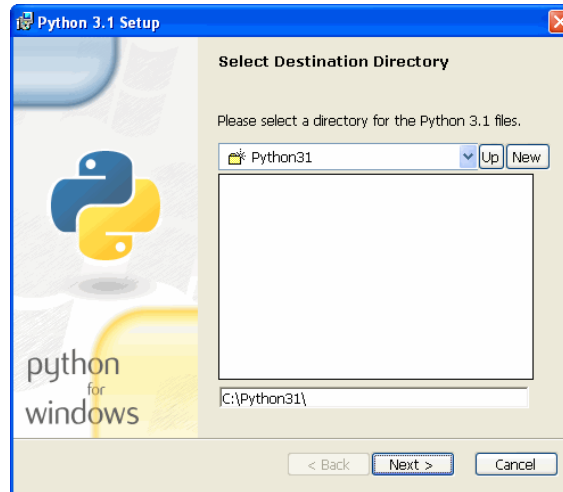 Python 3.1 Setup
Select Destination Directory
Please select a directory for the Python 3.1 files.
Python31
Up New
C:\Python31\
python
for
windows
< Back Next > Cancel